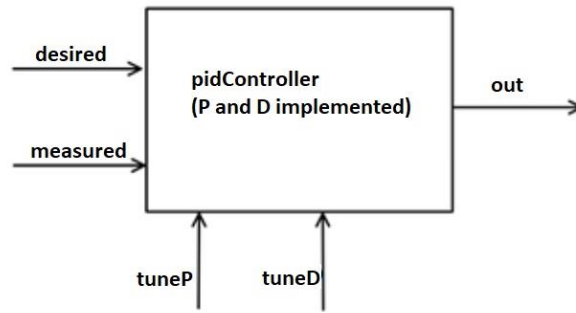 desired
pidController
(P and D implemented)
out
measured
tuneP
tuneD